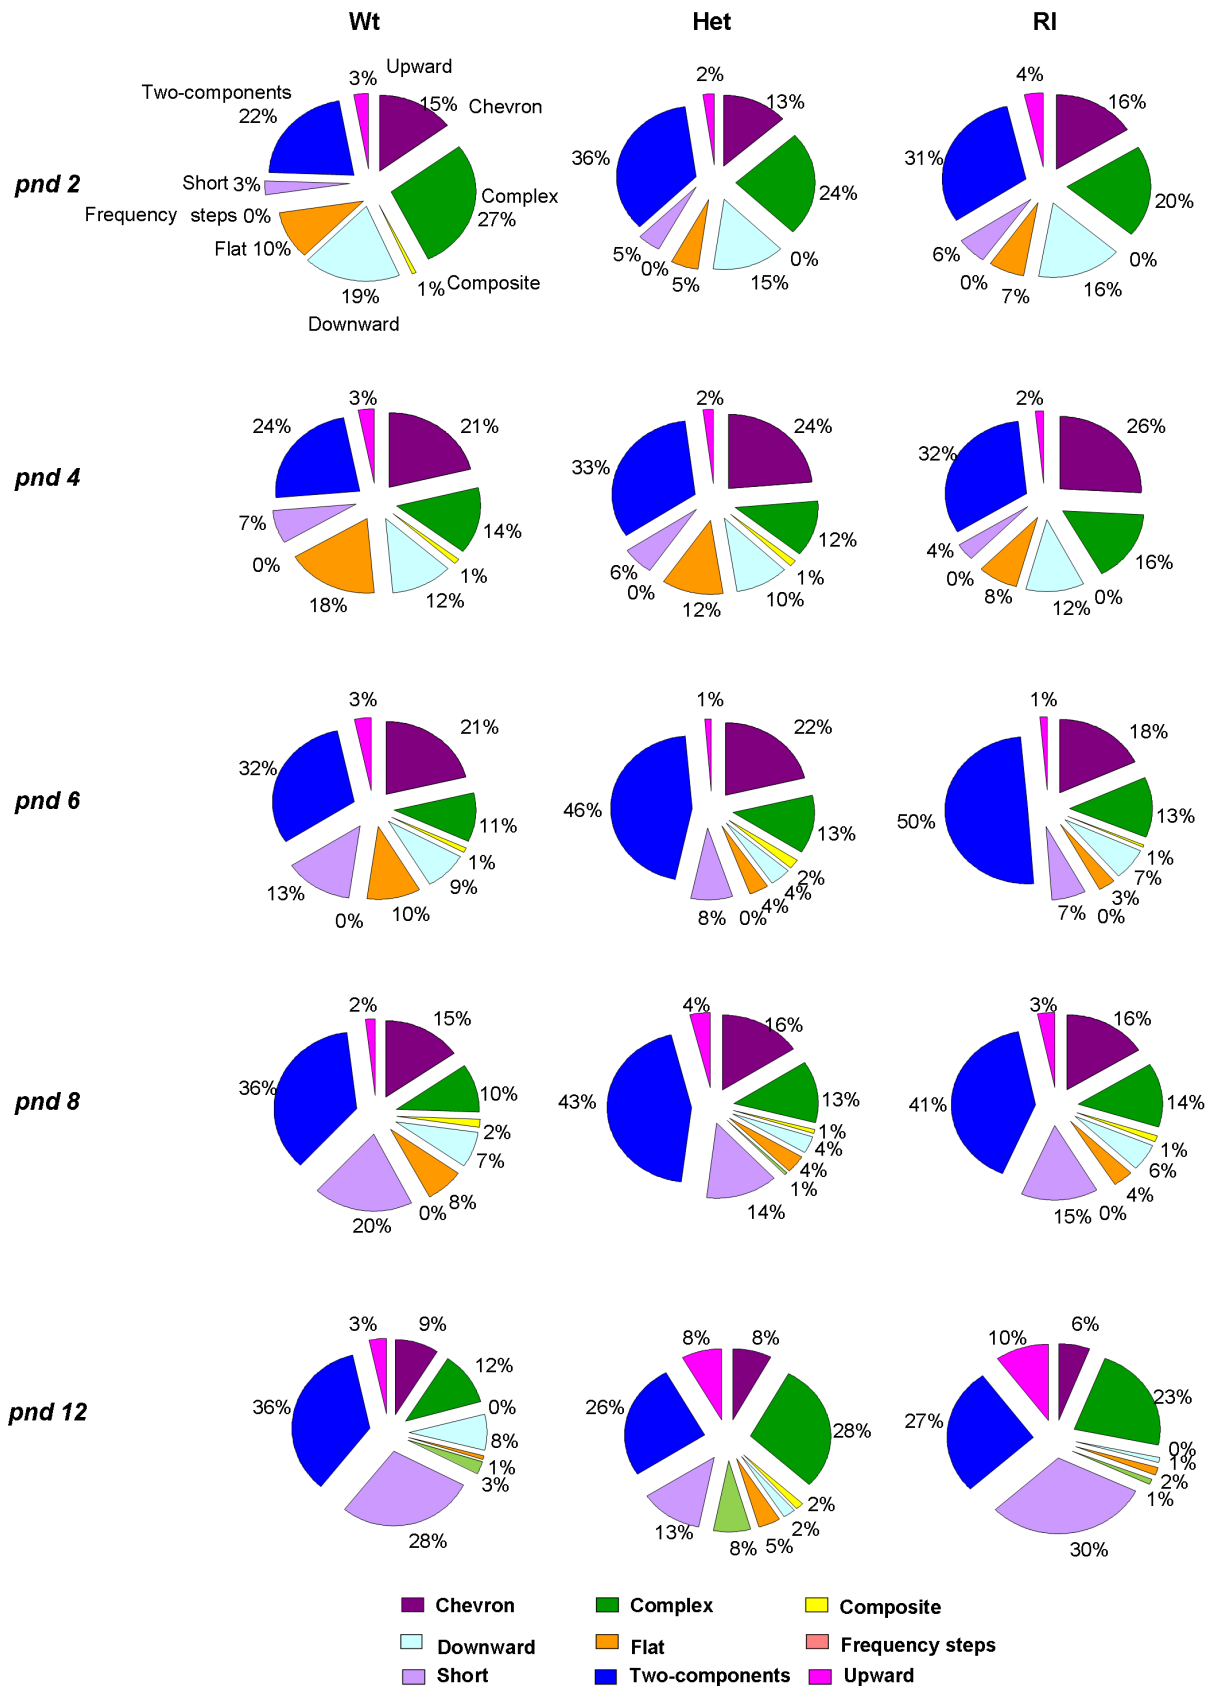 Wt Het RI
3% Upward 2% 4%
Two-components 15% Chevron 13% 16%
22%
36% 31%
pnd 2 Short 3% Complex
27% 24% 20%
Frequency steps 0%
Flat 10% 5% 0% 0% 6% 0%
19% 1% Composite 5% 15% 0% 7% 16%
Downward
3% 2% 2%
24% 21% 33% 24% 32% 26%
pnd 4
7% 14% 12% 4% 16%
0% 1% 6% 1% 0% 0%
18% 12% 0% 12% 10% 8% 12%
3% 1% 1%
21% 22% 18%
32%
pnd 6 46% 50%
11% 13% 13%
13% 1% 2% 1%
9% 4% 7%
0% 10% 8% 0% 4% 7% 0% 3%
2% 4% 3%
15% 16% 16%
36% 10% 43% 13% 41% 14%
pnd 8
2% 1% 1%
7% 4% 6%
20% 0% 8% 14% 1% 4% 15% 0% 4%
3% 9% 8% 8% 10% 6%
36% 12% 26% 28% 27% 23%
pnd 12
0% 0%
8% 2% 1%
1% 2% 2%
3% 13% 8% 5% 1%
28% 30%
Chevron Complex Composite
Downward Flat Frequency steps
Short Two-components Upward